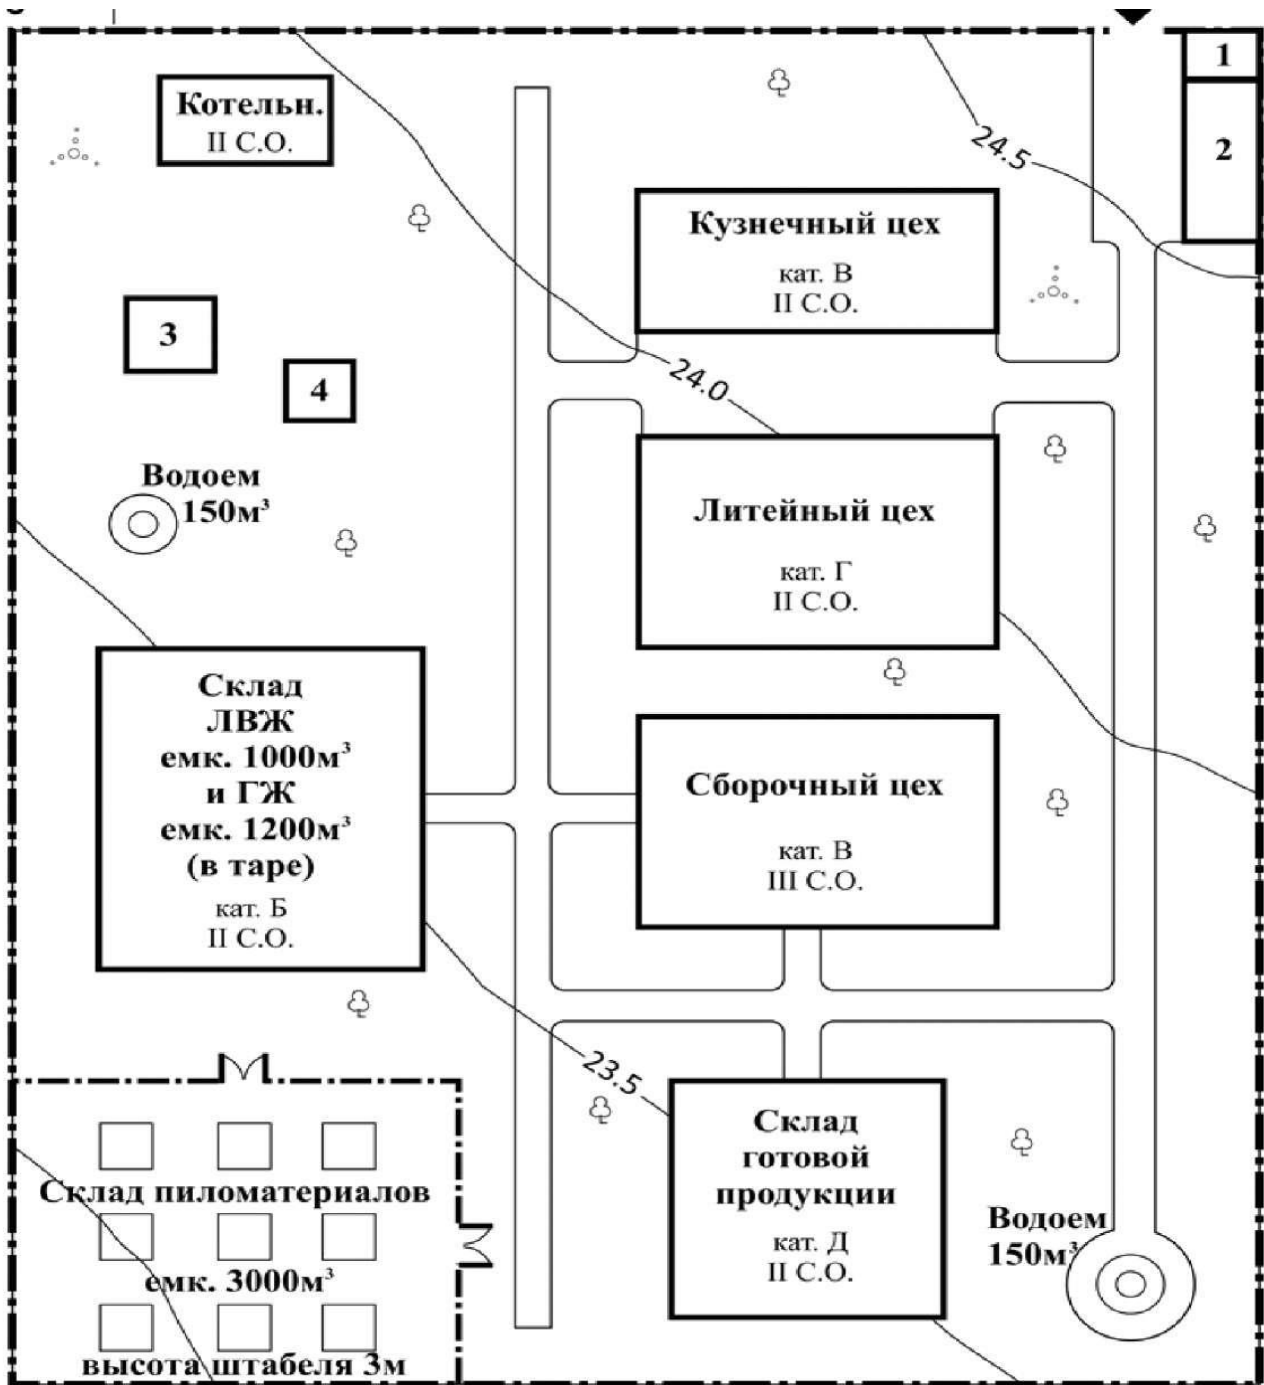 1
Котельн.
II С.О.
24.5
2
Кузнечный цех
кат. В
II С.О.
3
4
24.0
Водоем
150м³
Литейный цех
кат. Г
II С.О.
Склад
ЛВЖ
емк. 1000м³
и ГЖ
емк. 1200м³
(в таре)
кат. Б
II С.О.
Сборочный цех
кат. В
III С.О.
23.5
Склад пиломатериалов
емк. 3000м³
высота штабеля 3м
Склад
готовой
продукции
кат. Д
II С.О.
Водоем
150м³